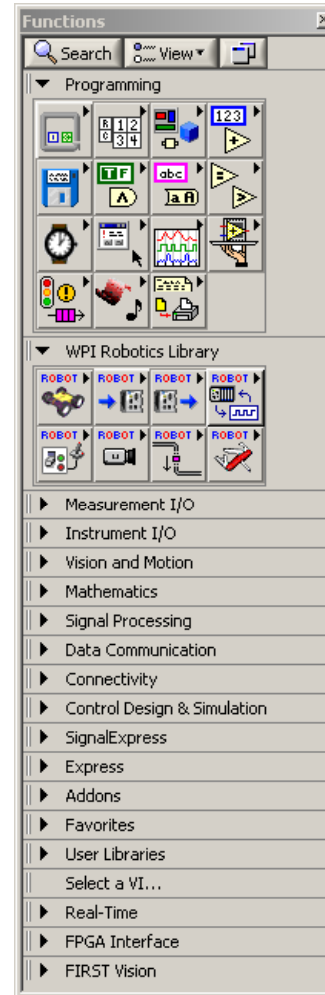 Functions
Search View
Programming
123
TF abc
WPI Robotics Library
ROBOT ROBOT ROBOT ROBOT
ROBOT ROBOT ROBOT ROBOT
Measurement I/O
Instrument I/O
Vision and Motion
Mathematics
Signal Processing
Data Communication
Connectivity
Control Design & Simulation
SignalExpress
Express
Addons
Favorites
User Libraries
Select a VI...
Real-Time
FPGA Interface
FIRST Vision